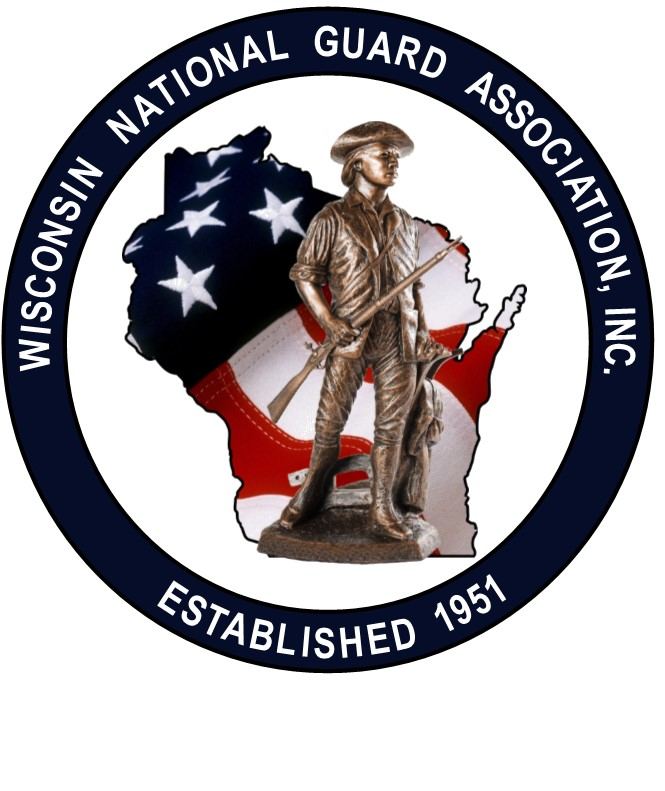 WISCONSIN NATIONAL GUARD ASSOCIATION, INC.
ESTABLISHED 1951